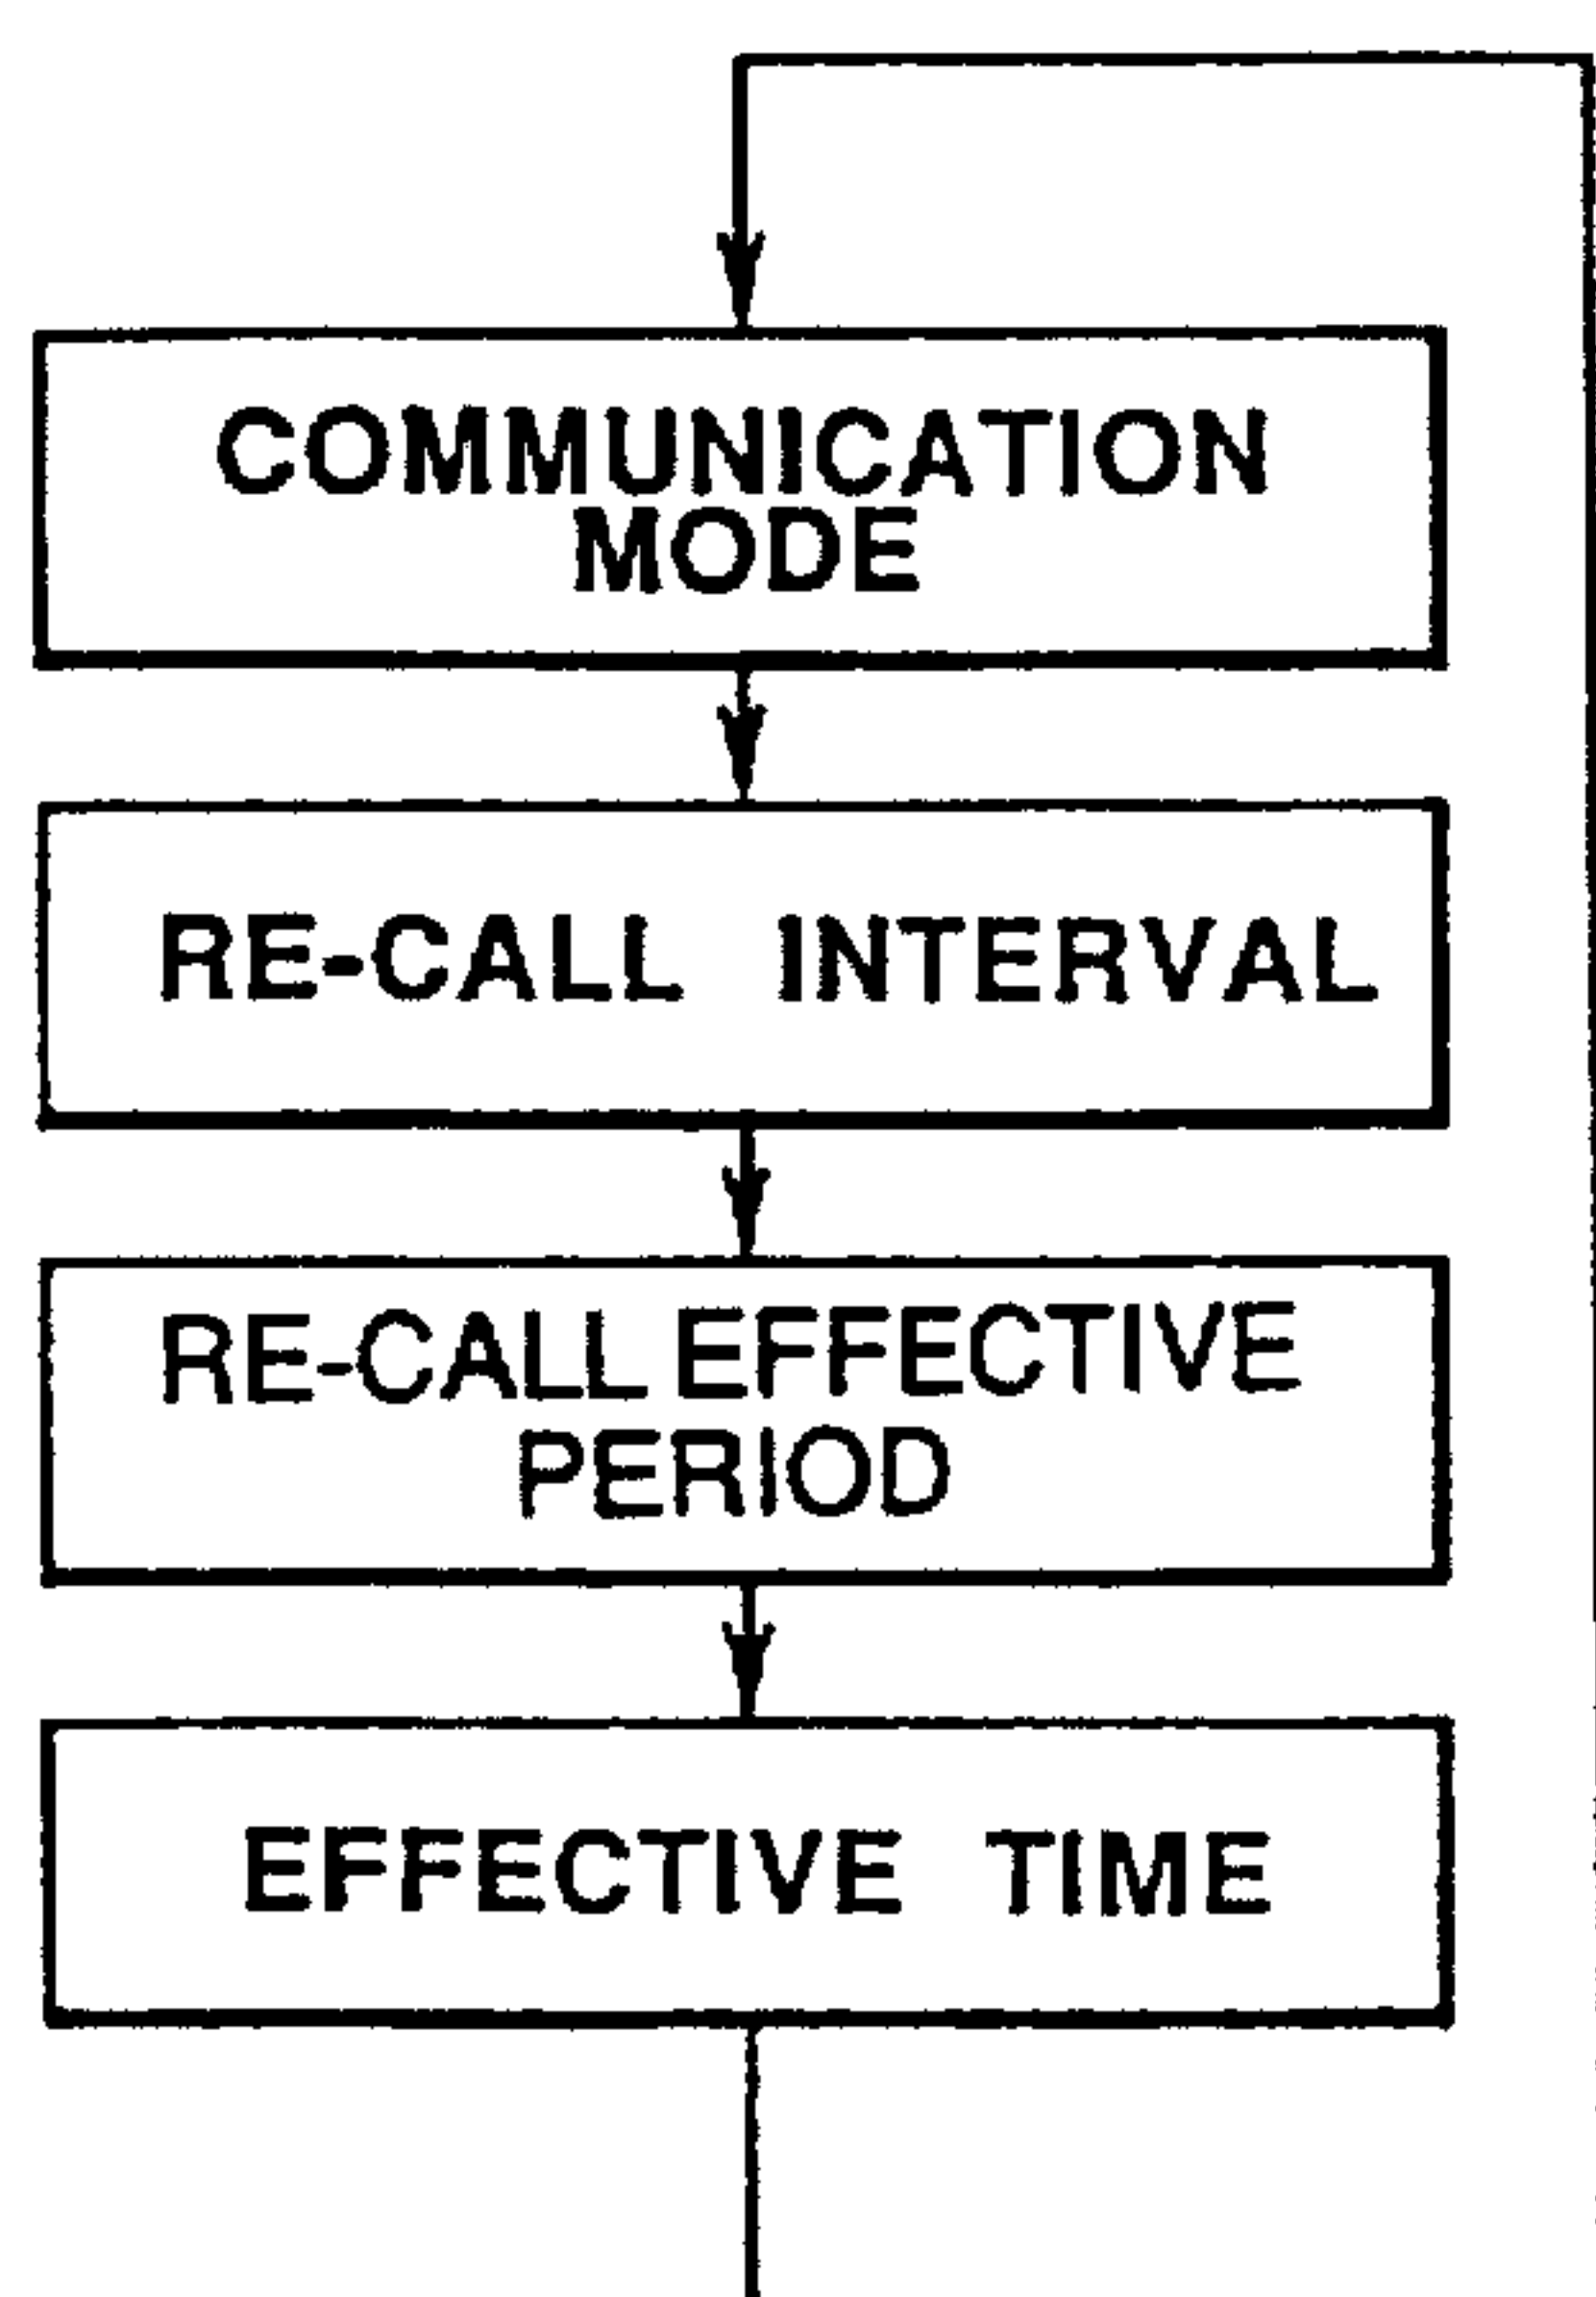 COMMUNICATION
MODE
RE-CALL INTERVAL
RE-CALL EFFECTIVE
PERIOD
EFFECTIVE TIME